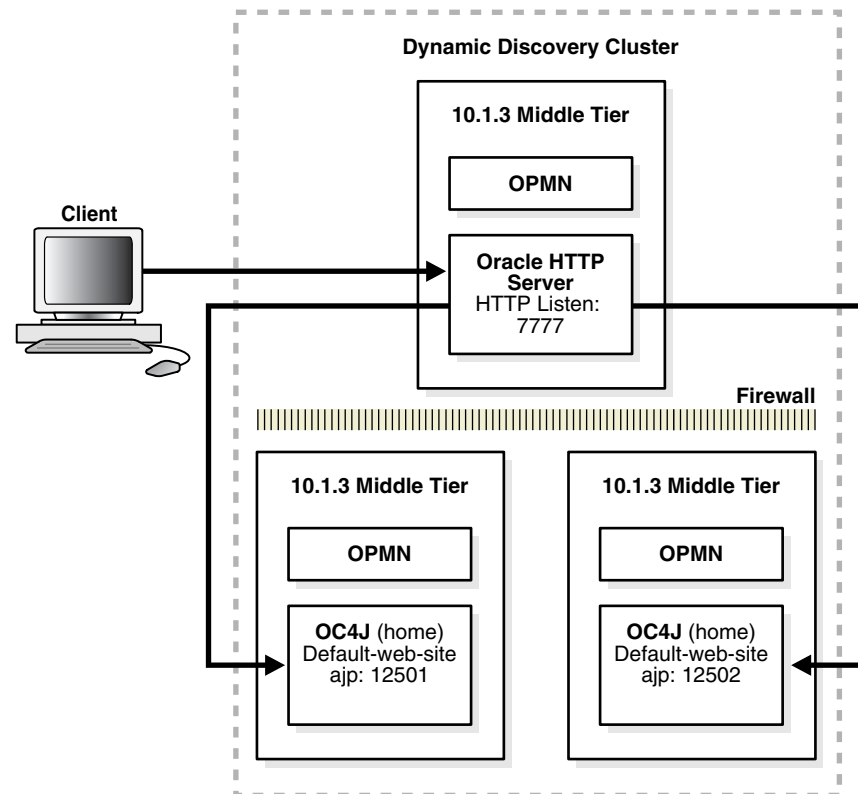 Dynamic Discovery Cluster
10.1.3 Middle Tier
OPMN
Client
Oracle HTTP
Server
HTTP Listen:
7777
Firewall
10.1.3 Middle Tier
OPMN
OC4J (home)
Default-web-site
ajp: 12501
10.1.3 Middle Tier
OPMN
OC4J (home)
Default-web-site
ajp: 12502